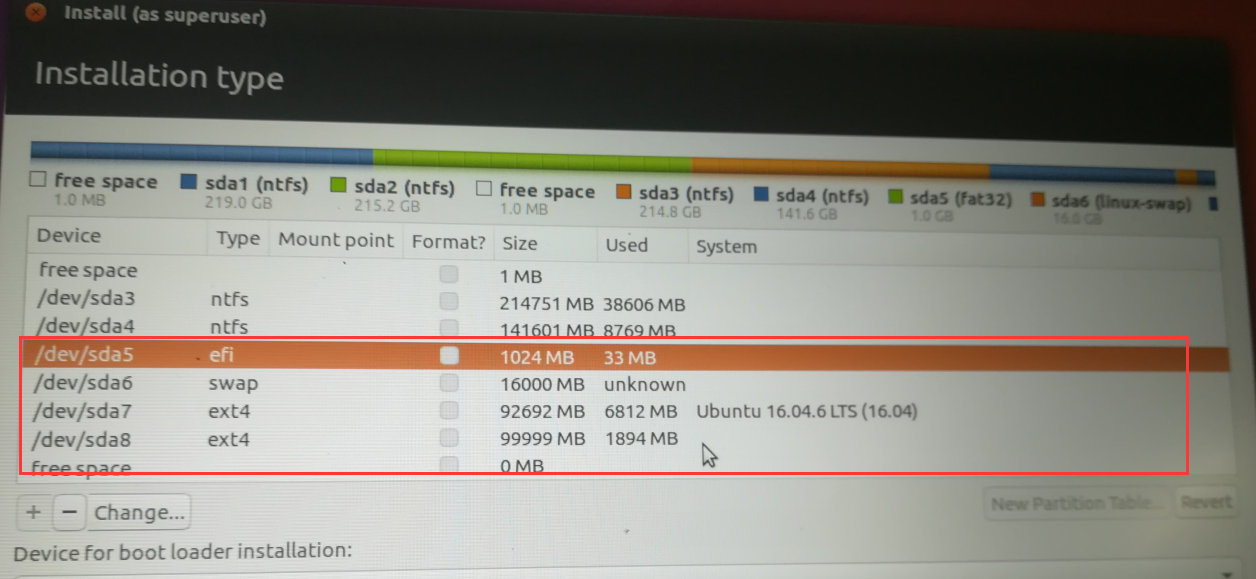 Install (as superuser)
Installation type
free space sda1 (ntfs) sda2 (ntfs) free space sda3 (ntfs) sda4 (ntfs) sda5 (fat32) sda6 (linux-swap)
1.0 MB 219.0 GB 215.2 GB 1.0 MB 214.8 GB 141.6 GB 1.0 GB 16.0 GB
Device Type Mount point Format? Size Used System
free space 1 MB
/dev/sda3 ntfs 214751 MB 38606 MB
/dev/sda4 ntfs 141601 MB 8769 MB
/dev/sda5 efi 1024 MB 33 MB
/dev/sda6 swap 16000 MB unknown
/dev/sda7 ext4 92692 MB 6812 MB Ubuntu 16.04.6 LTS (16.04)
/dev/sda8 ext4 99999 MB 1894 MB
free space 0 MB
+ − Change... New Partition Table... Revert
Device for boot loader installation: